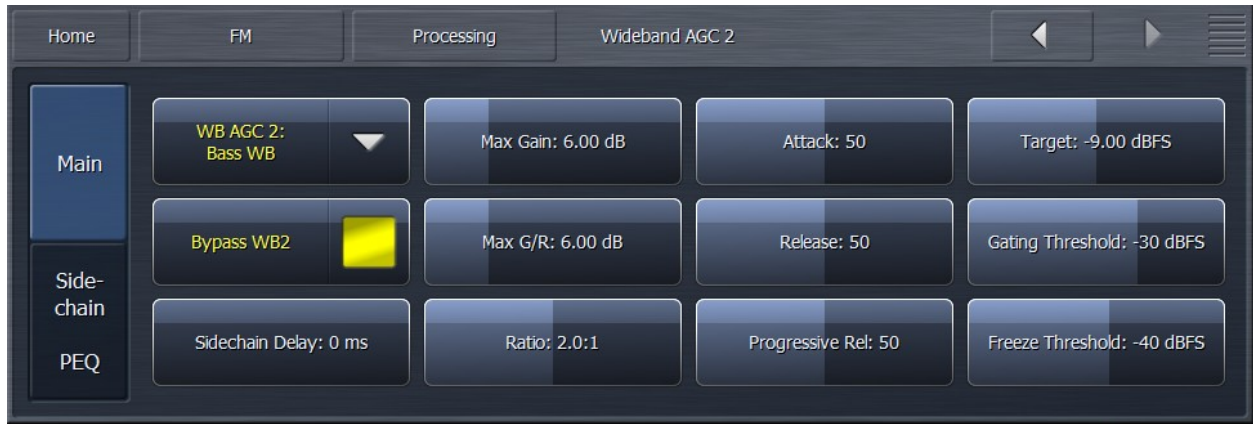 Home
FM
Processing
Wideband AGC 2
Main
Side-
chain
PEQ
WB AGC 2:
Bass WB
Max Gain: 6.00 dB
Attack: 50
Target: -9.00 dBFS
Bypass WB2
Max G/R: 6.00 dB
Release: 50
Gating Threshold: -30 dBFS
Sidechain Delay: 0 ms
Ratio: 2.0:1
Progressive Rel: 50
Freeze Threshold: -40 dBFS